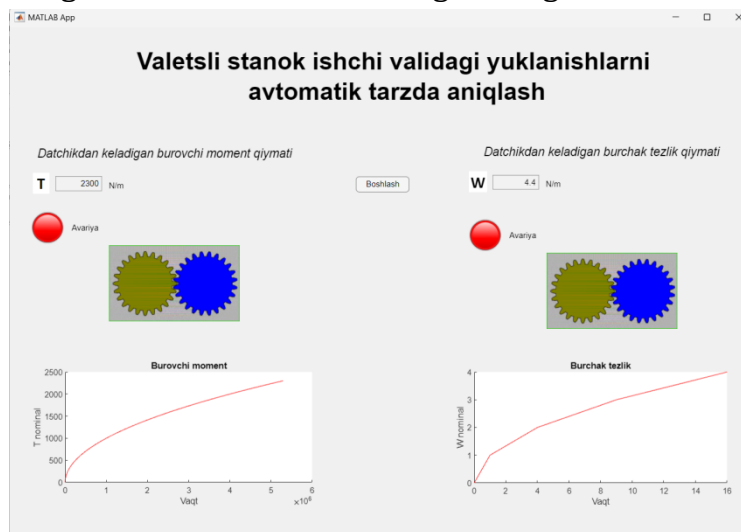 MATLAB App
Valetsli stanok ishchi validagi yuklanishlarni
avtomatik tarzda aniqlash
Datchikdan keladigan burovchi moment qiymati
Datchikdan keladigan burchak tezlik qiymati
T 2300 N/m
Boshlash
W 4.4 N/m
Avariya
Avariya
Burovchi moment
2500
2000
1500
1000
500
0
T nominal
0 1 2 3 4 5 6
Vaqt
×10⁶
Burchak tezlik
4
3
2
1
0
W nominal
0 2 4 6 8 10 12 14 16
Vaqt